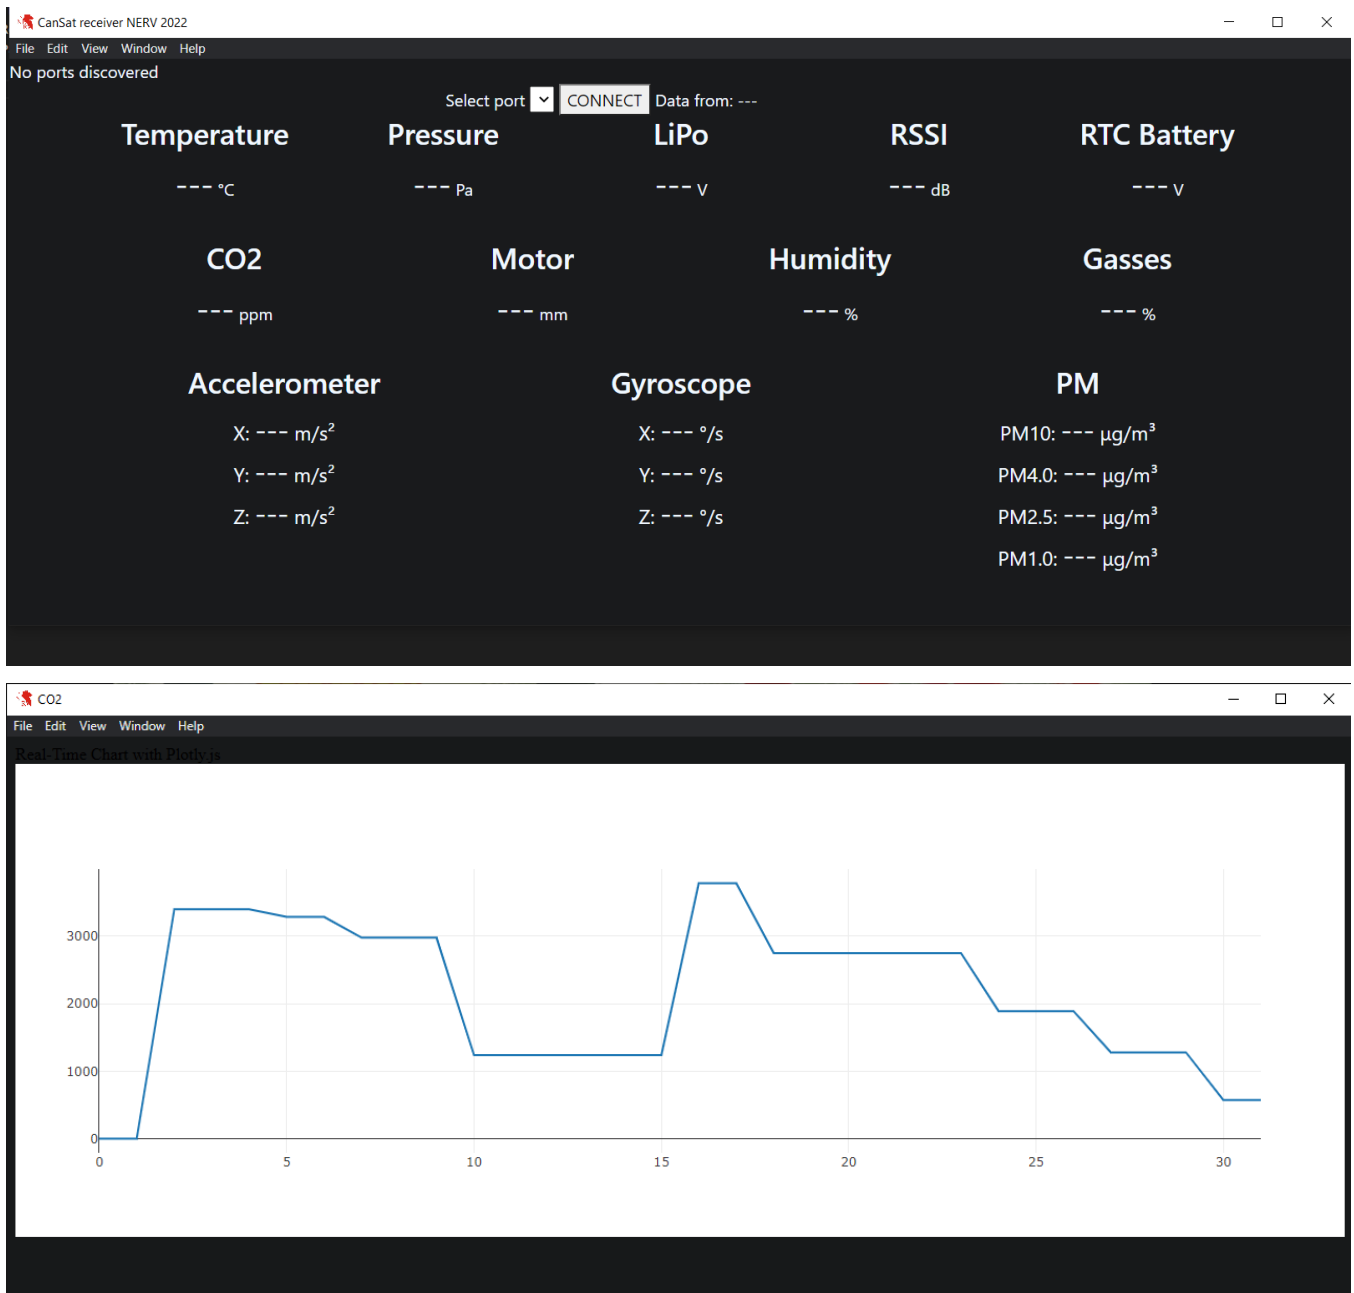 CanSat receiver NERV 2022
File Edit View Window Help
No ports discovered
Select port CONNECT Data from: ---
Temperature Pressure LiPo RSSI RTC Battery
--- °C --- Pa --- V --- dB --- V
CO2 Motor Humidity Gasses
--- ppm --- mm --- % --- %
Accelerometer Gyroscope PM
X: --- m/s² X: --- °/s PM10: --- µg/m³
Y: --- m/s² Y: --- °/s PM4.0: --- µg/m³
Z: --- m/s² Z: --- °/s PM2.5: --- µg/m³
PM1.0: --- µg/m³
CO2
File Edit View Window Help
Real-Time Chart with Plotly.js
3000
2000
1000
0
0 5 10 15 20 25 30